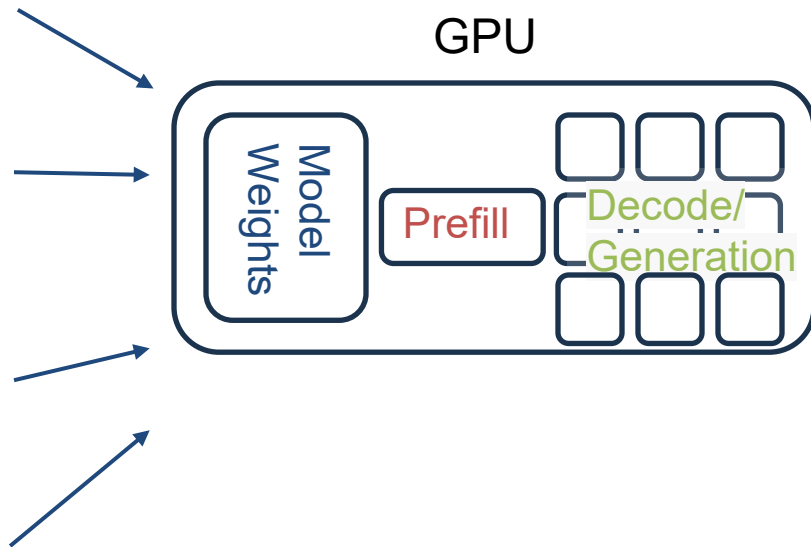 GPU
Model
Weights
Prefill
Decode/
Generation